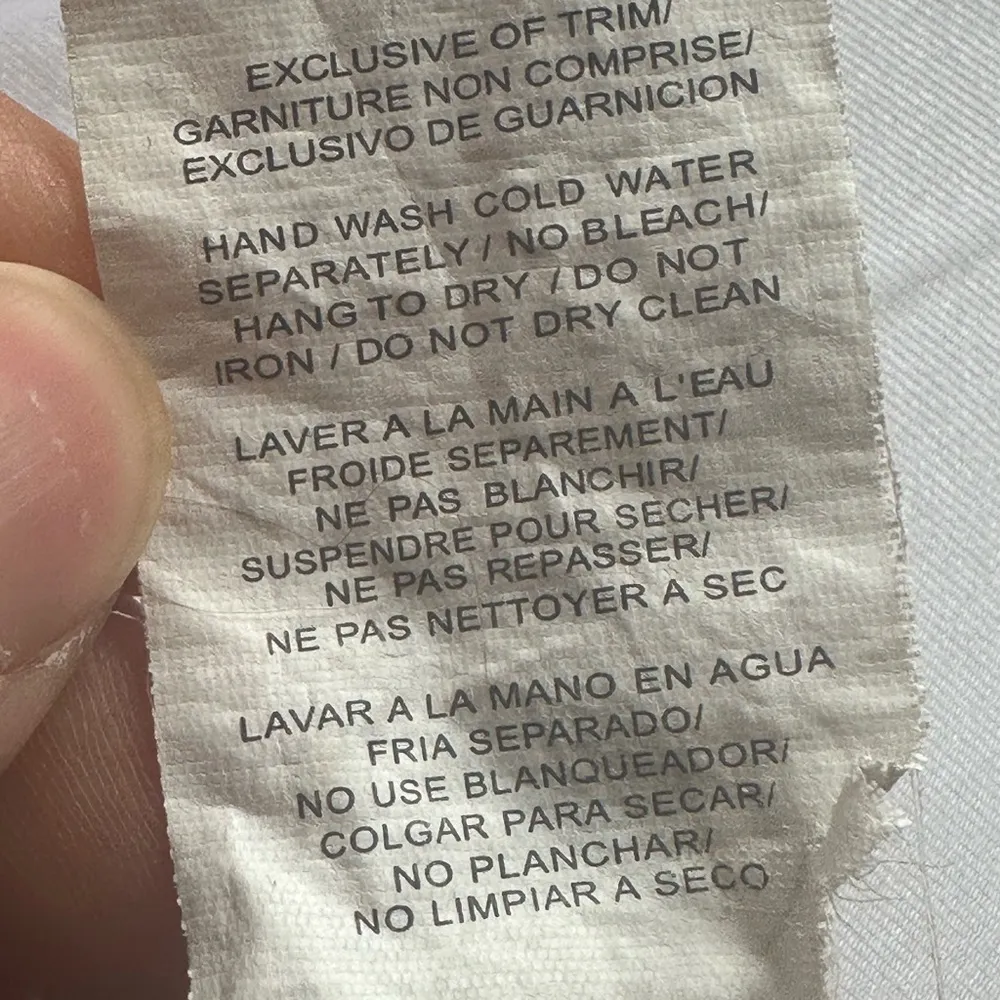 EXCLUSIVE OF TRIM/
GARNITURE NON COMPRISE/
EXCLUSIVO DE GUARNICION
HAND WASH COLD WATER
SEPARATELY / NO BLEACH/
HANG TO DRY / DO NOT
IRON / DO NOT DRY CLEAN
LAVER A LA MAIN A L'EAU
FROIDE SEPAREMENT/
NE PAS BLANCHIR/
SUSPENDRE POUR SECHER/
NE PAS REPASSER/
NE PAS NETTOYER A SEC
LAVAR A LA MANO EN AGUA
FRIA SEPARADO/
NO USE BLANQUEADOR/
COLGAR PARA SECAR/
NO PLANCHAR/
NO LIMPIAR A SECO